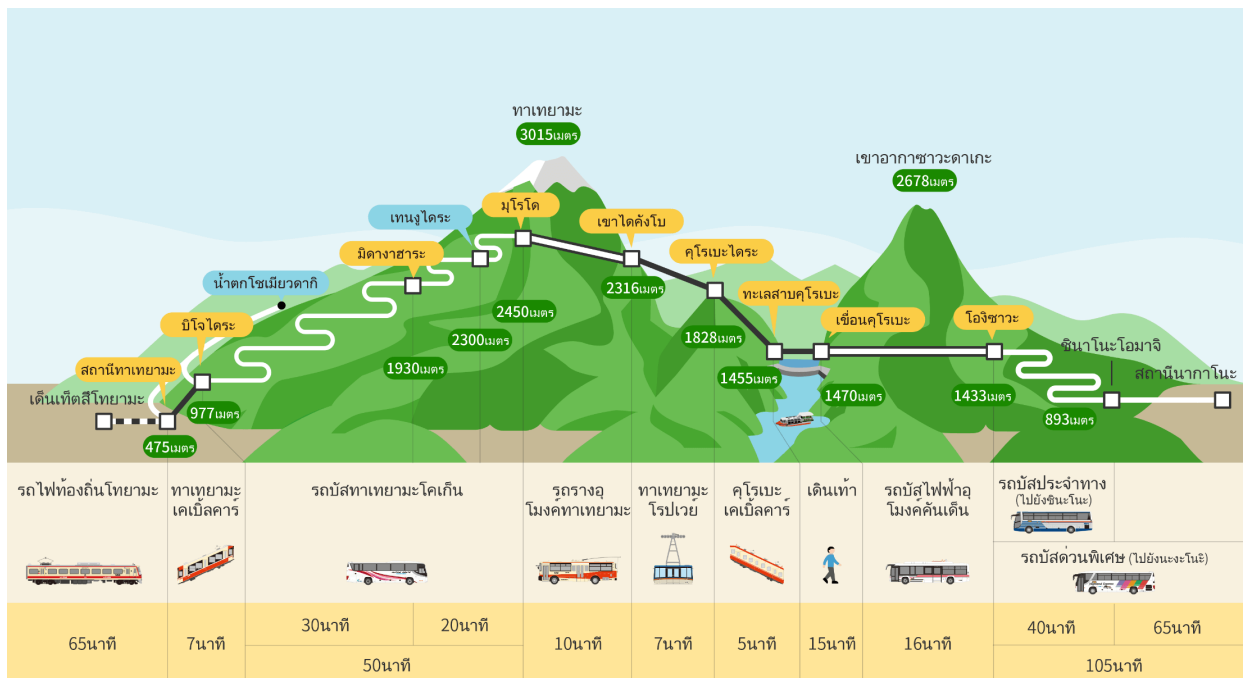 ทาเทยามะ
3015เมตร
เขาอากาซาวะดาเกะ
2678เมตร
มุโรโด
เทนงูไดระ
เขาไดคังโบ
มิดางาฮาระ
คุโรเบะไดระ
น้ำตกโชเมียวดากิ
2316เมตร
ทะเลสาบคุโรเบะ
บิโจไดระ
2450เมตร
เขื่อนคุโรเบะ
โองิซาวะ
2300เมตร
1828เมตร
ชินาโนะโอมาจิ
สถานีทาเทยามะ
1930เมตร
1455เมตร
สถานีนากาโนะ
เด็นเท็ตสึโทยามะ
977เมตร
1470เมตร
1433เมตร
893เมตร
475เมตร
รถไฟท้องถิ่นโทยามะ
ทาเทยามะ
เคเบิ้ลคาร์
รถบัสทาเทยามะโคเก็น
รถรางอุ
โมงค์ทาเทยามะ
ทาเทยามะ
โรปเวย์
คุโรเบะ
เคเบิ้ลคาร์
เดินเท้า
รถบัสไฟฟ้าอุ
โมงค์คันเด็น
รถบัสประจำทาง
(ไปยังชินะโนะ)
รถบัสด่วนพิเศษ (ไปยังนะงะโนะ)
65นาที
7นาที
30นาที
20นาที
50นาที
10นาที
7นาที
5นาที
15นาที
16นาที
40นาที
65นาที
105นาที